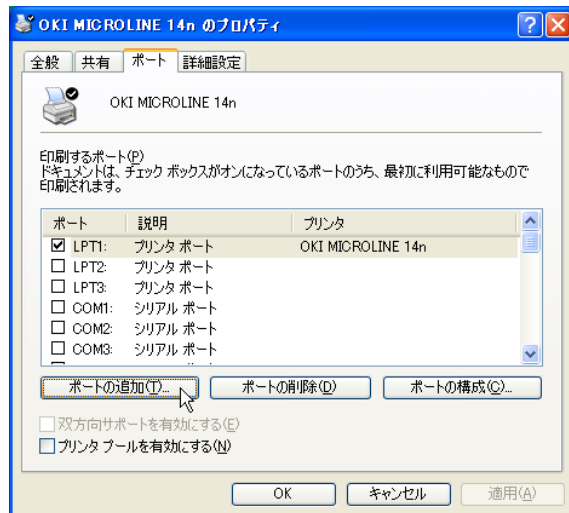 OKI MICROLINE 14n のプロパティ
全般 共有 ポート 詳細設定
OKI MICROLINE 14n
印刷するポート(P)
ドキュメントは、チェック ボックスがオンになっているポートのうち、最初に利用可能なもので
印刷されます。
ポート 説明 プリンタ
LPT1: プリンタ ポート OKI MICROLINE 14n
LPT2: プリンタ ポート
LPT3: プリンタ ポート
COM1: シリアル ポート
COM2: シリアル ポート
COM3: シリアル ポート
ポートの追加(T)... ポートの削除(D) ポートの構成(C)...
双方向サポートを有効にする(E)
プリンタ プールを有効にする(N)
OK キャンセル 適用(A)